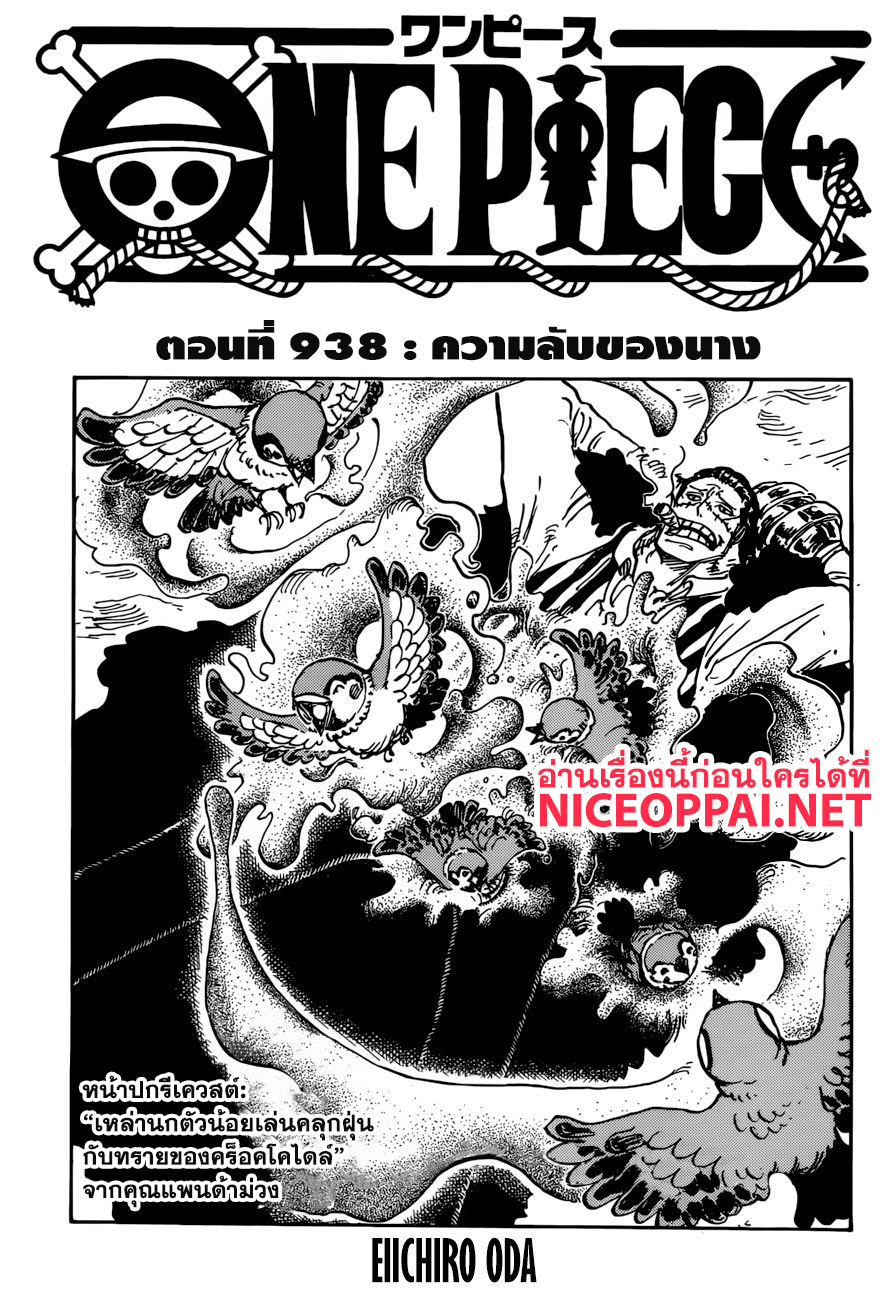 ワンピース
ONE PIECE
ตอนที่ 938 : ความลับของนาง
อ่านเรื่องนี้ก่อนใครได้ที่
NICEOPPAI.NET
หน้าปกรีเควสต์:
“เหล่านกตัวน้อยเล่นคลุกฝุ่น
กับทรายของคร็อคโคไดล์”
จากคุณแพนด้าม่วง
EIICHIRO ODA